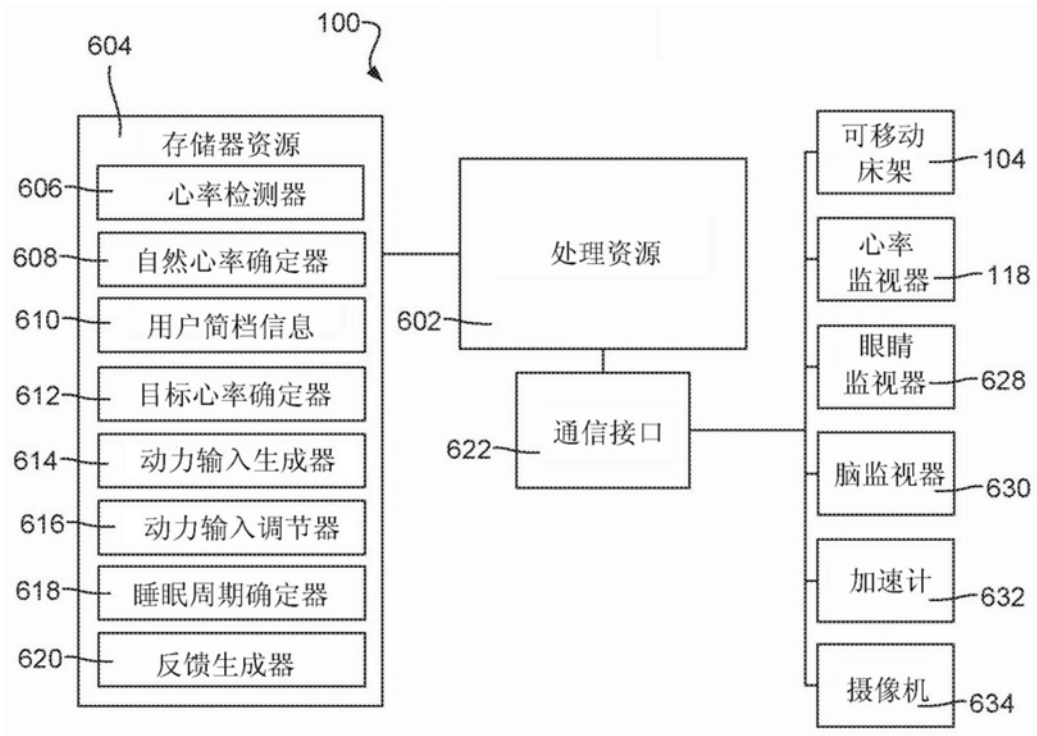 100
604
存储器资源
606
心率检测器
608
自然心率确定器
610
用户简档信息
612
目标心率确定器
614
动力输入生成器
616
动力输入调节器
618
睡眠周期确定器
620
反馈生成器
处理资源
602
通信接口
622
可移动
床架
104
心率
监视器
118
眼睛
监视器
628
脑监视器
630
加速计
632
摄像机
634